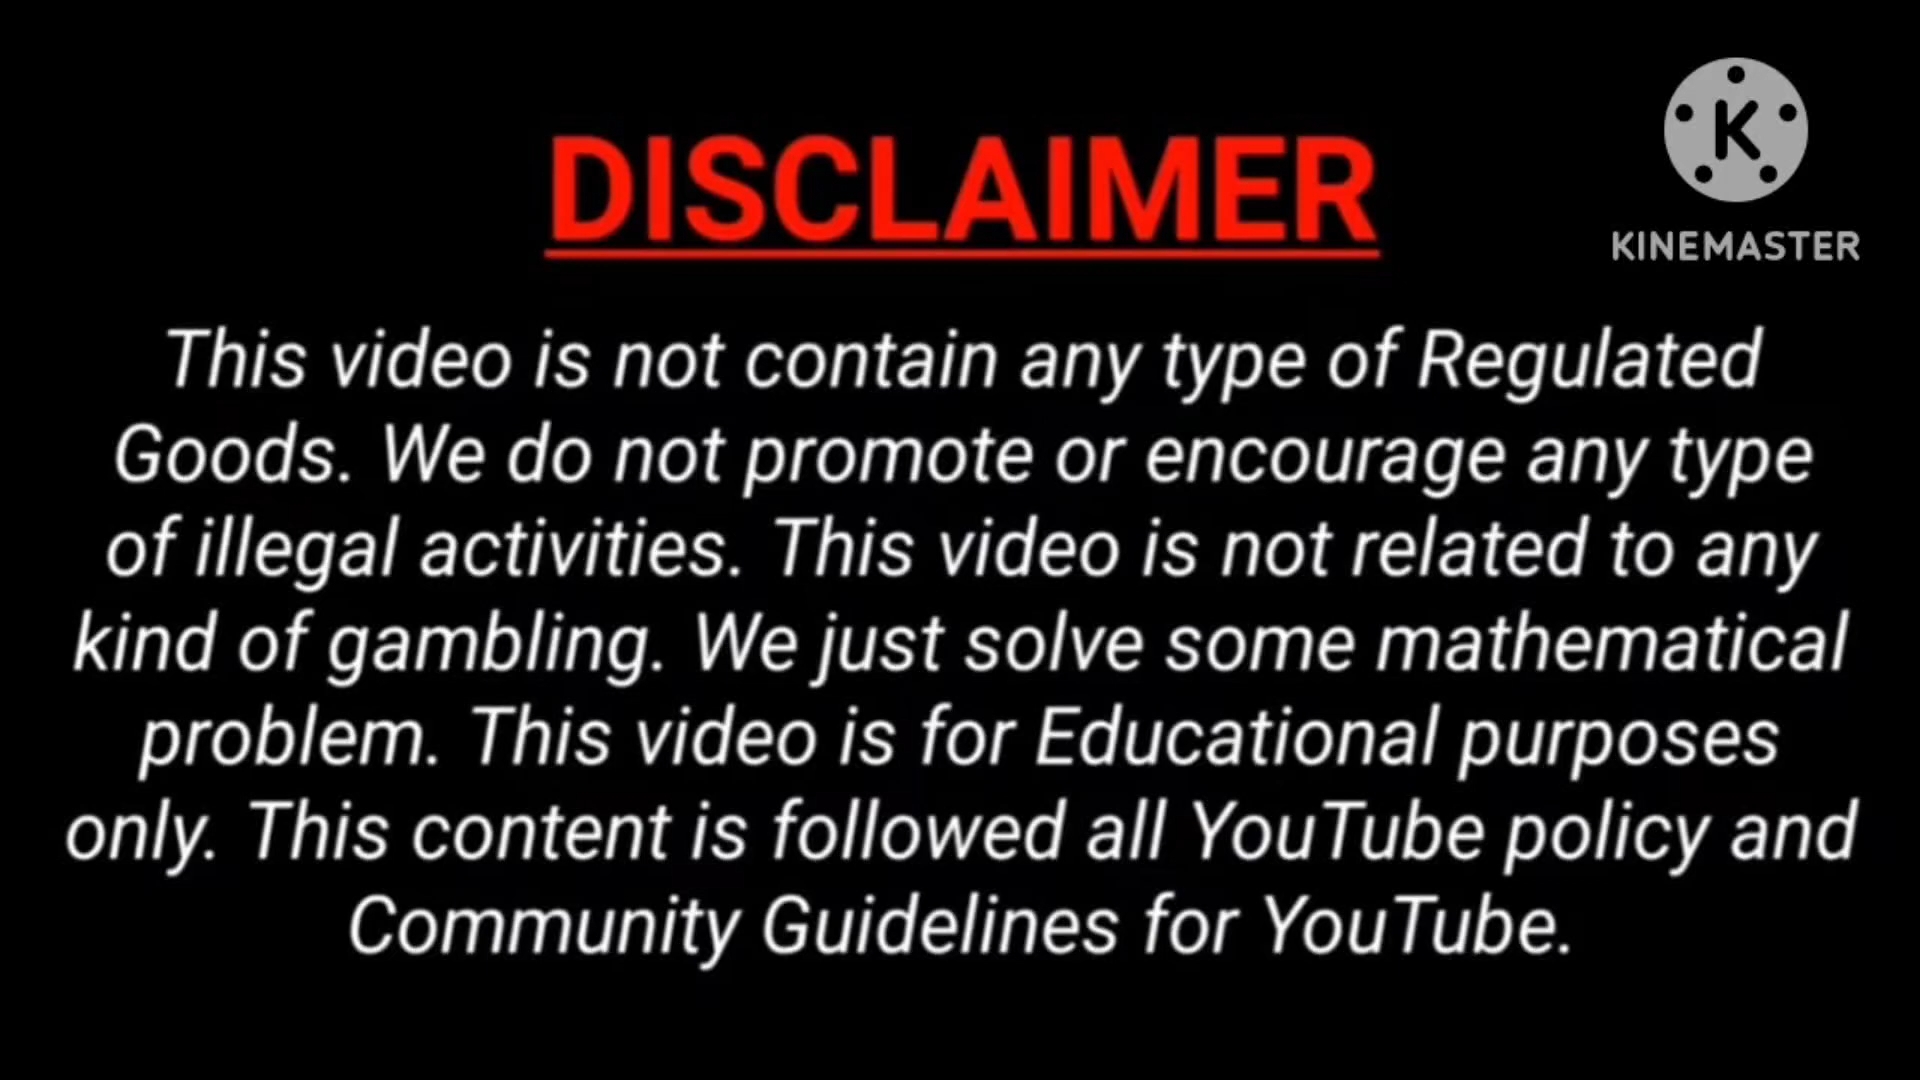 DISCLAIMER
K
KINEMASTER
This video is not contain any type of Regulated
Goods. We do not promote or encourage any type
of illegal activities. This video is not related to any
kind of gambling. We just solve some mathematical
problem. This video is for Educational purposes
only. This content is followed all YouTube policy and
Community Guidelines for YouTube.